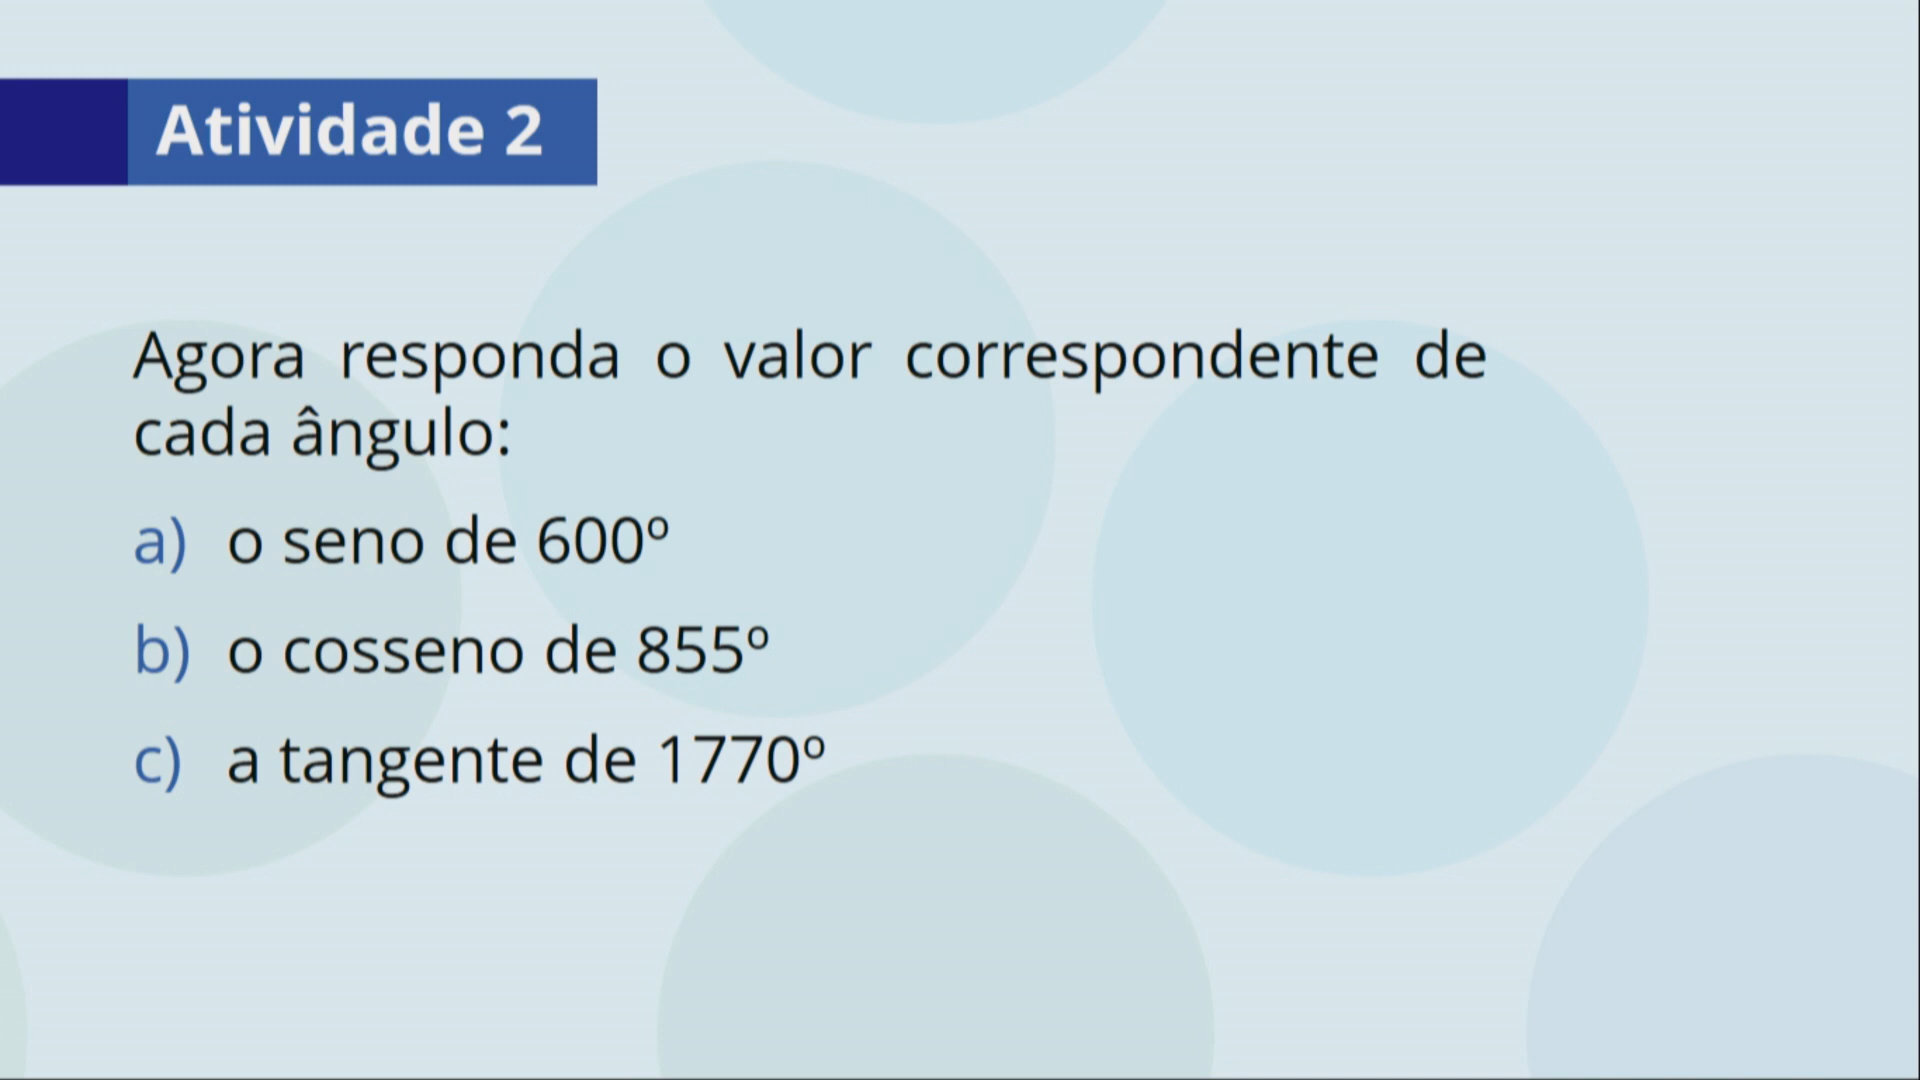 Atividade 2
Agora responda o valor correspondente de
cada ângulo:
a) o seno de 600º
b) o cosseno de 855º
c) a tangente de 1770º